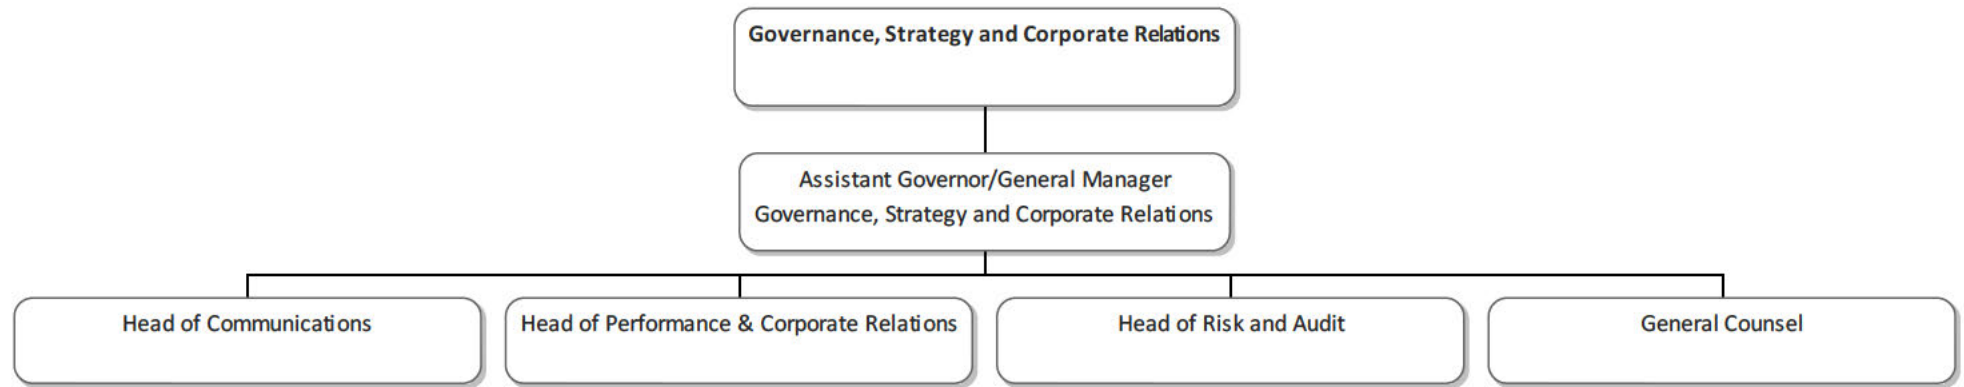 Governance, Strategy and Corporate Relations
Assistant Governor/General Manager
Governance, Strategy and Corporate Relations
Head of Communications
Head of Performance & Corporate Relations
Head of Risk and Audit
General Counsel